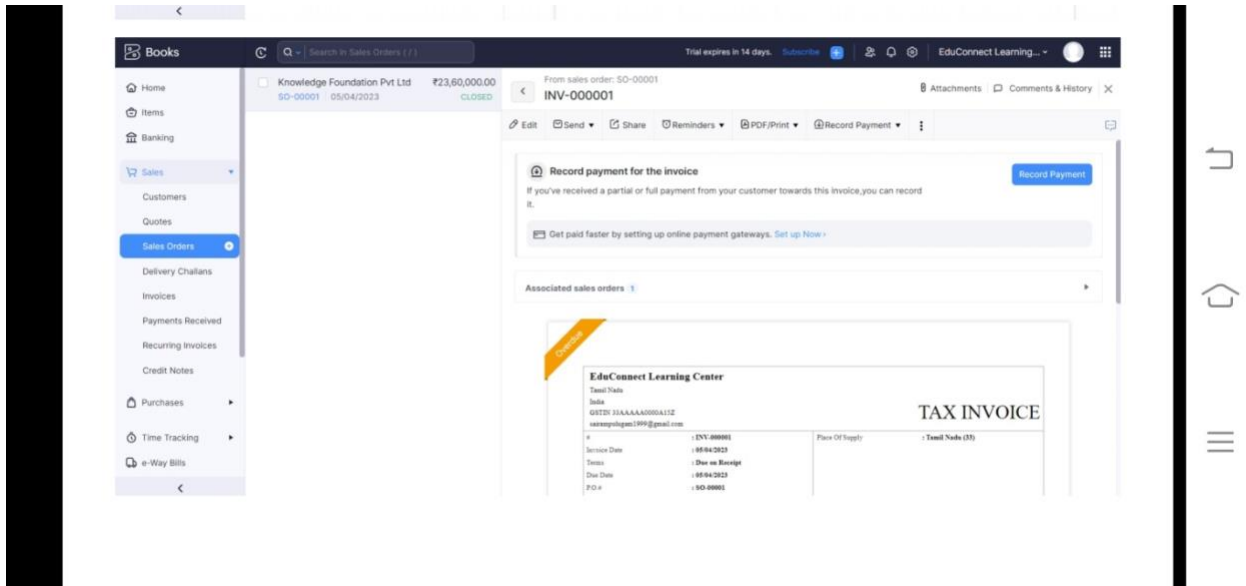 Books
Search in Sales Orders ( / )
Trial expires in 14 days. Subscribe
EduConnect Learning...
Home
Items
Banking
Sales
Customers
Quotes
Sales Orders
Delivery Challans
Invoices
Payments Received
Recurring Invoices
Credit Notes
Purchases
Time Tracking
e-Way Bills
Knowledge Foundation Pvt Ltd ₹23,60,000.00
SO-00001 05/04/2023 CLOSED
From sales order: SO-00001
INV-000001
Attachments Comments & History
Edit Send Share Reminders PDF/Print Record Payment
Record payment for the invoice
Record Payment
If you've received a partial or full payment from your customer towards this invoice,you can record
it.
Get paid faster by setting up online payment gateways. Set up Now
Associated sales orders 1
Overdue
EduConnect Learning Center
Tamil Nadu
India
GSTIN 33AAAAA0000A15Z
sairampulugam1999@gmail.com
TAX INVOICE
# : INV-000001 Place Of Supply : Tamil Nadu (33)
Invoice Date : 05/04/2023
Terms : Due on Receipt
Due Date : 05/04/2023
P.O.# : SO-00001